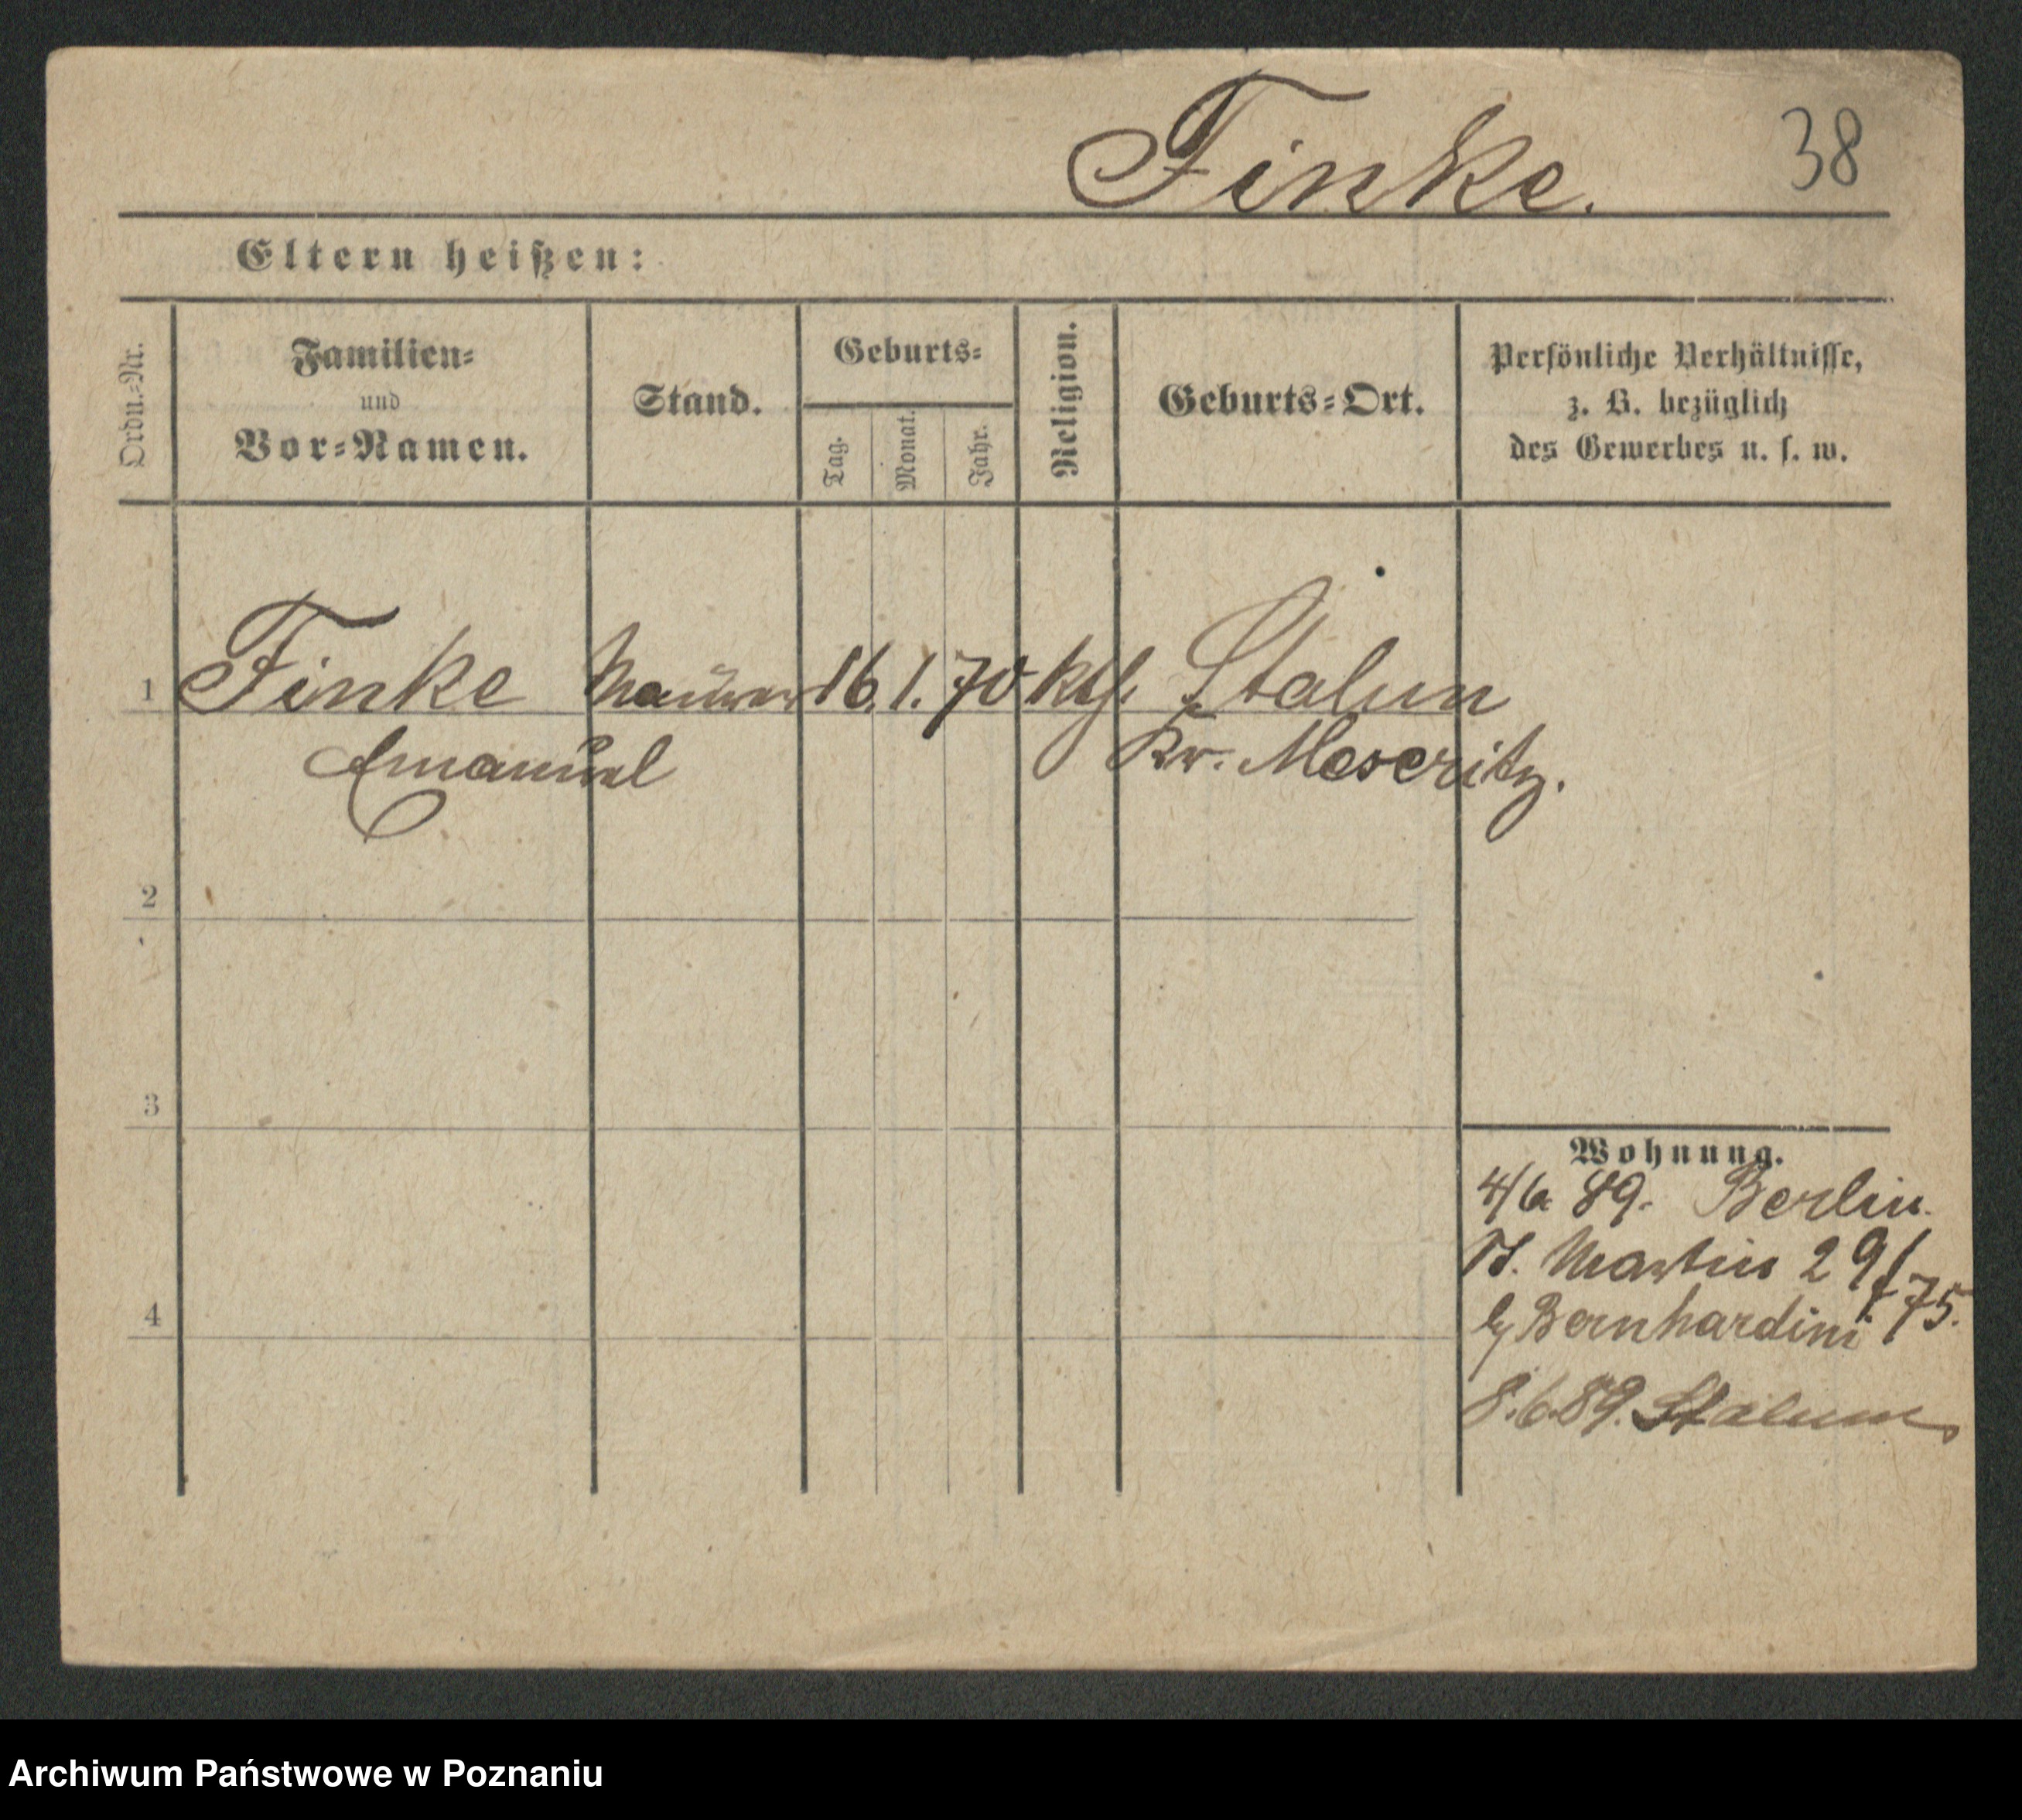 Finke. 38
Eltern heißen:
Ordn.-Nr.
Familien-
und
Vor-Namen.
Stand.
Geburts-
Tag.
Monat.
Jahr.
Religion.
Geburts-Ort.
Persönliche Verhältnisse,
z. B. bezüglich
des Gewerbes u. s. w.
1 Finke Maurer 16. 1. 70 kth. Stalun
Emanuel Kr. Meseritz.
2
3
4
Wohnung.
4/6 89. Berlin.
St. Martin 29/75.
b/ Bernhardini
8.6.89. Stalun
Archiwum Państwowe w Poznaniu